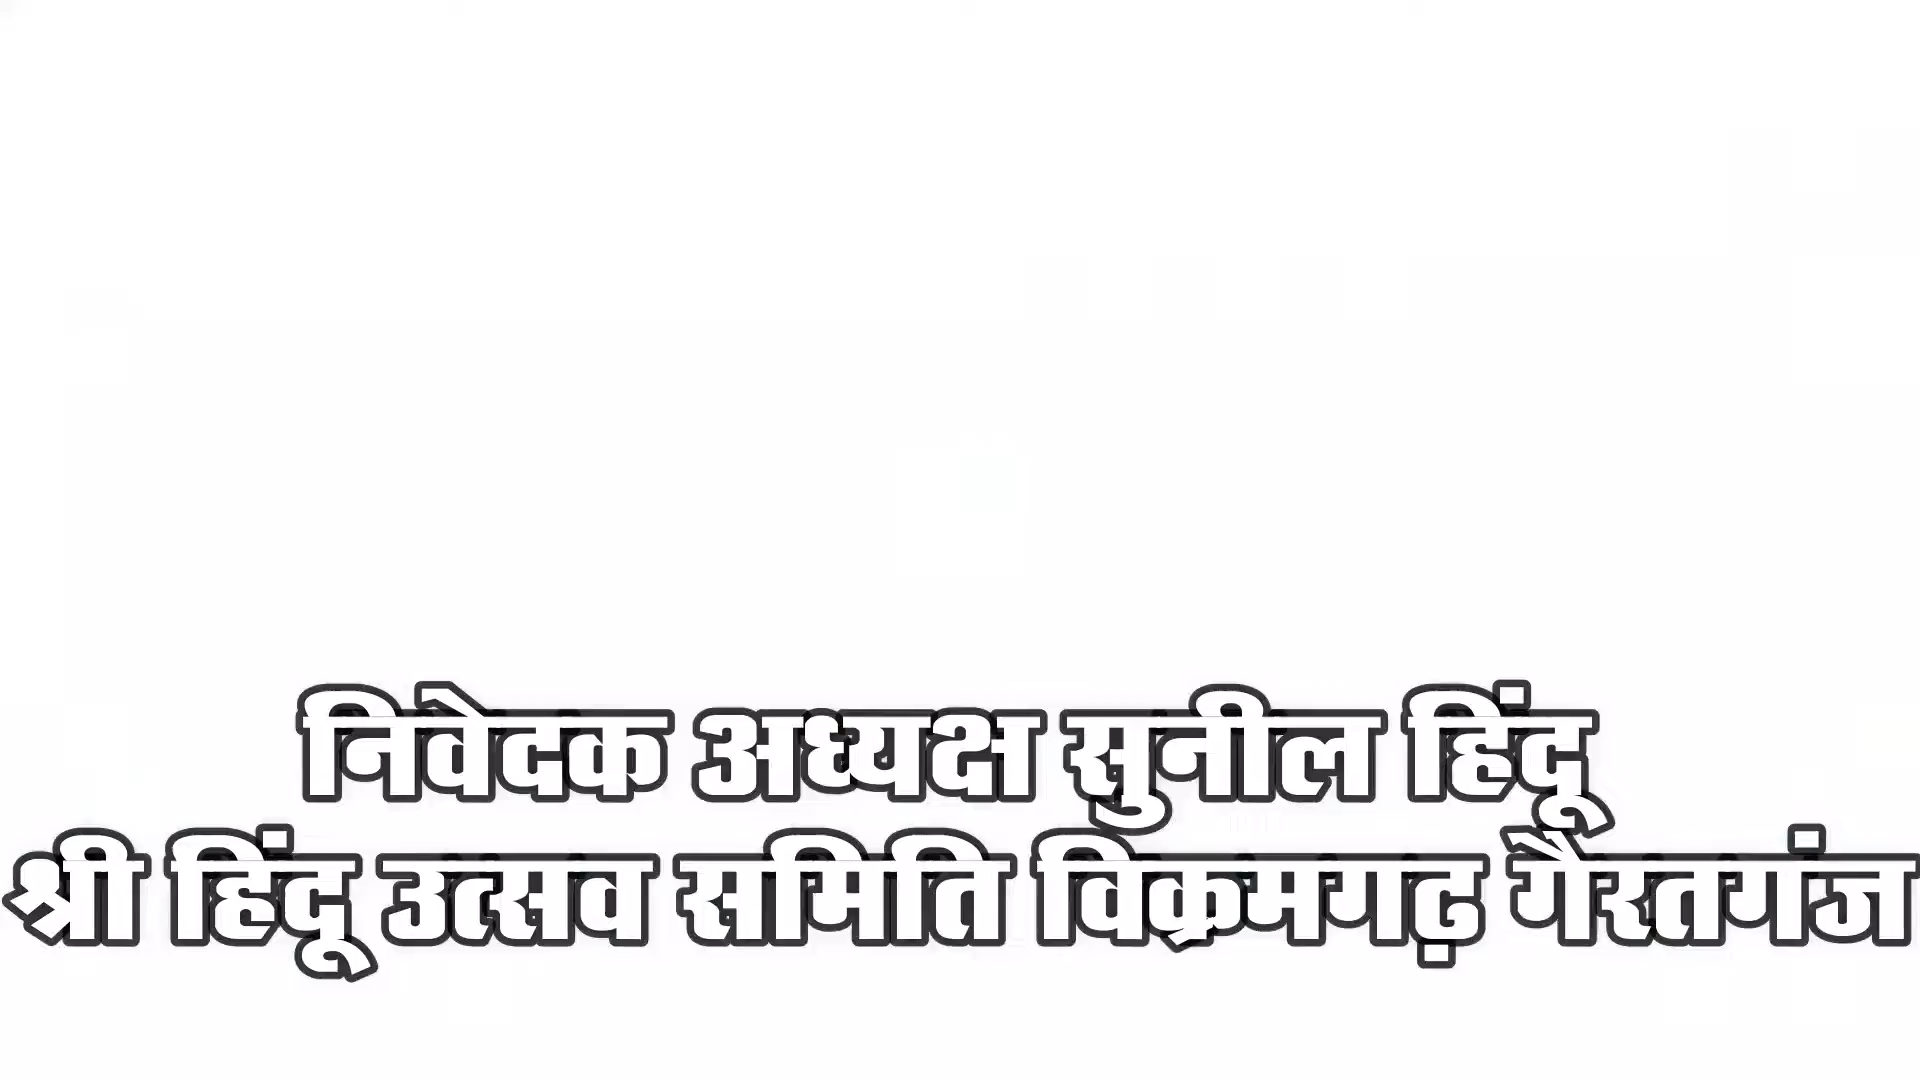 निवेदक अध्यक्ष सुनील हिंदू
श्री हिंदू उत्सव समिति विक्रमगढ़ गैरतगंज